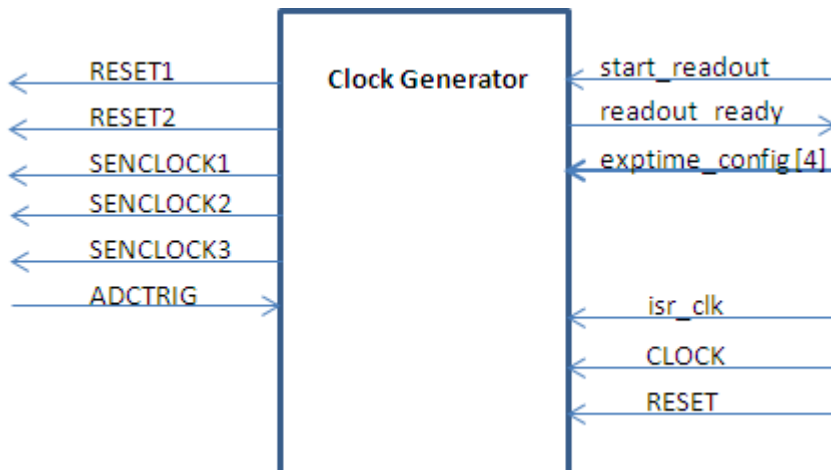 Clock Generator
RESET1
RESET2
SENCLOCK1
SENCLOCK2
SENCLOCK3
ADCTRIG
start_readout
readout_ready
exptime_config[4]
isr_clk
CLOCK
RESET